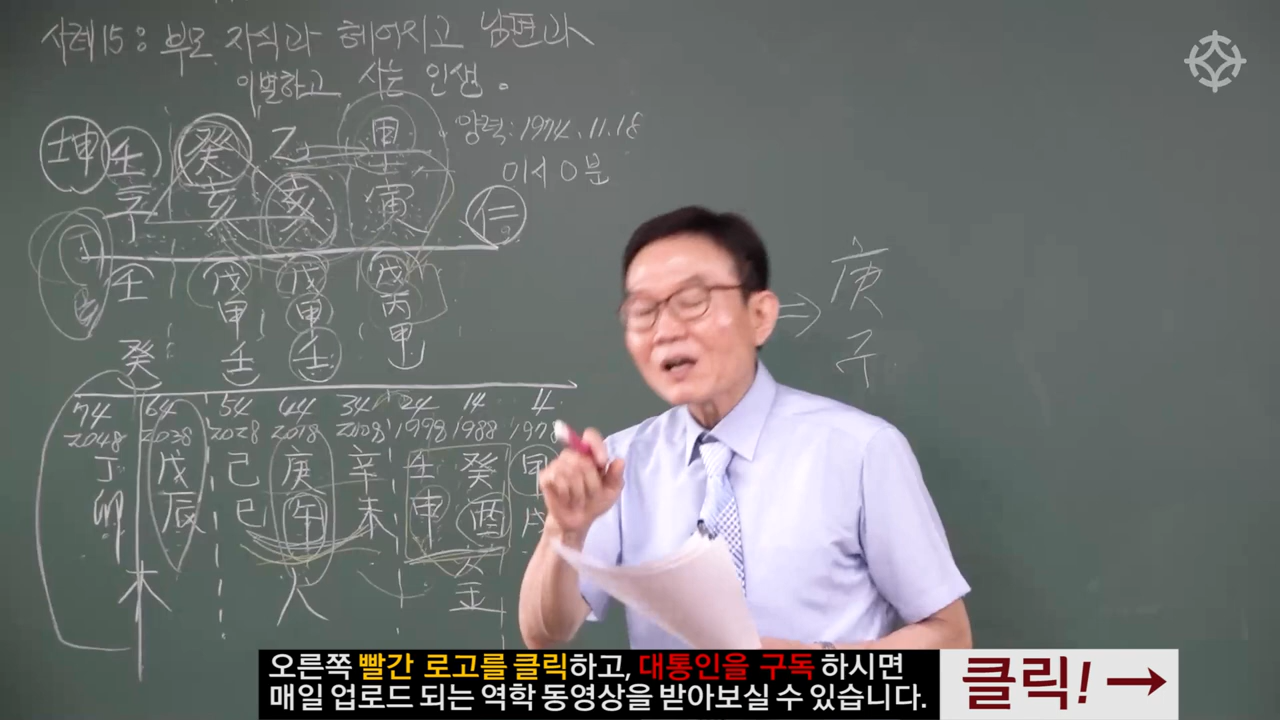 사례15: 부모 자식과 헤어지고 남편과
이별하고 사는 인생.
坤 壬 癸 乙 甲
양력: 1974. 11. 18
子 亥 亥 寅
0시 0분
壬 戊 戊 戊
甲 甲 丙
癸 壬 壬 甲
74 64 54 44 34 24 14 4
2048 2038 2028 2018 2008 1998 1988
丁 戊 己 庚 辛 壬 癸 甲
卯 辰 巳 午 未 申 酉 戌
木 火 金
⇒ 庚
子
오른쪽 빨간 로고를 클릭하고, 대통인을 구독 하시면
매일 업로드 되는 역학 동영상을 받아보실 수 있습니다.
클릭! →